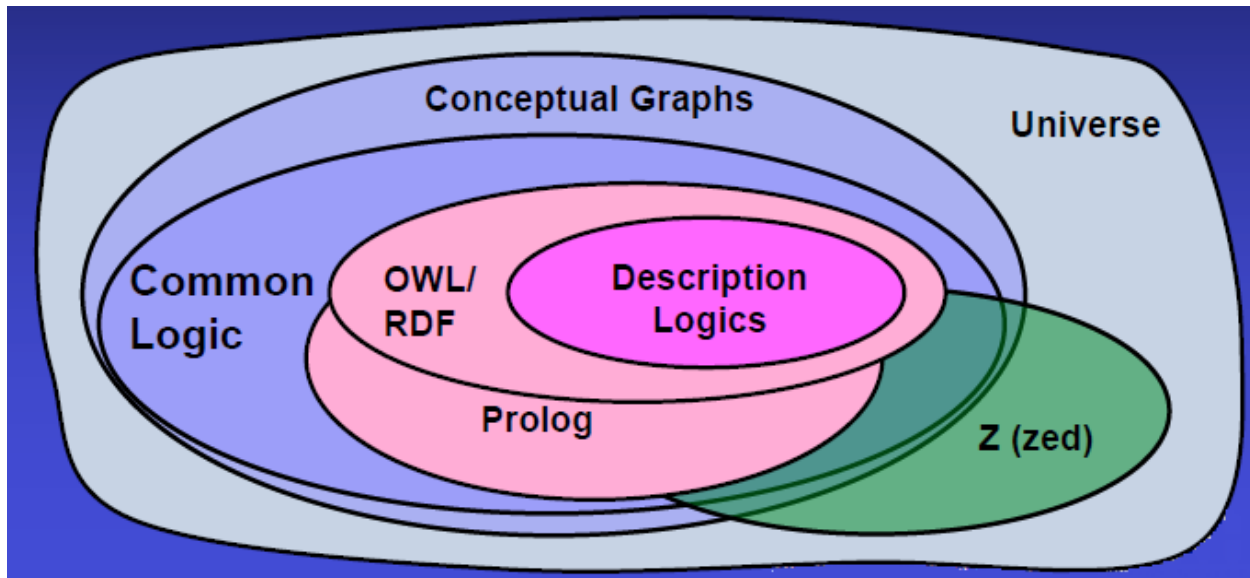 Conceptual Graphs
Universe
Common
Logic
OWL/
RDF
Description
Logics
Prolog
Z (zed)